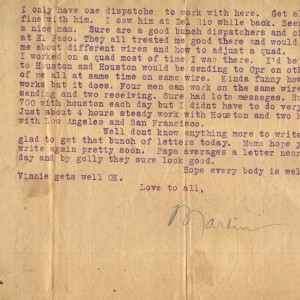 I only have one dispatche to work with here. Get al
fine with him. I saw him at Del Rio while back. Seem
a nice man. Sure are a good bunch dispatchers and ch
at El Paso. They all treated me good there and would
me about different wires and how to adjust a quad.
I worked on a quad most of time I was there. I'd be
to Houston and Houston would be sending to Opr on othe
of me all at same time on same wire. Kinda funny how
works but it does. Four men can work on the same wire
sending and two receiving. Sure had lots messages.
700 with houston each day but I didnt have to do very
Just about 4 hours steady work with Houston and two h
with Los Angeles and San Francisco.
Well dont know anything more to write
glad to get that bunch of letters today. Mama hope y
write again pretty soon. Papa averages a letter near
day and by golly they sure look good.
Hope every body is wel
Vinnie gets well OK.
Love to all,
Martin